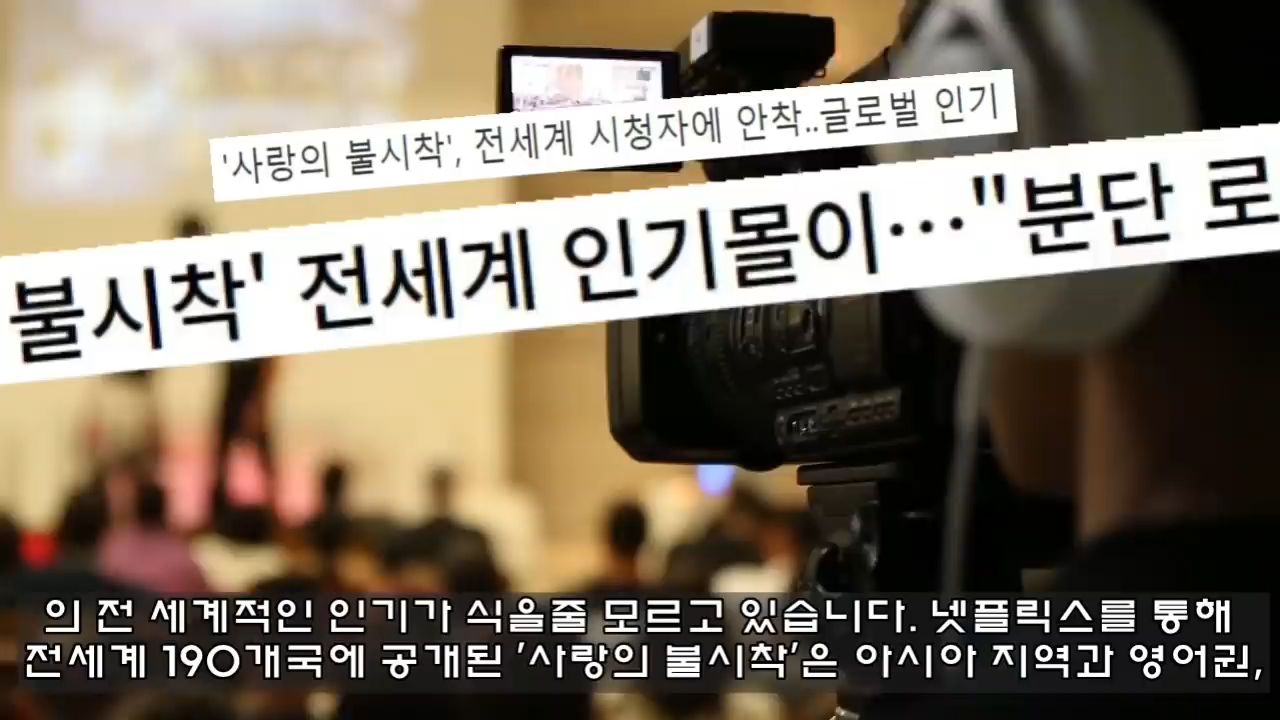 '사랑의 불시착', 전세계 시청자에 안착..글로벌 인기
불시착' 전세계 인기몰이…"분단 로
의 전 세계적인 인기가 식을줄 모르고 있습니다. 넷플릭스를 통해
전세계 190개국에 공개된 '사랑의 불시착'은 아시아 지역과 영어권,